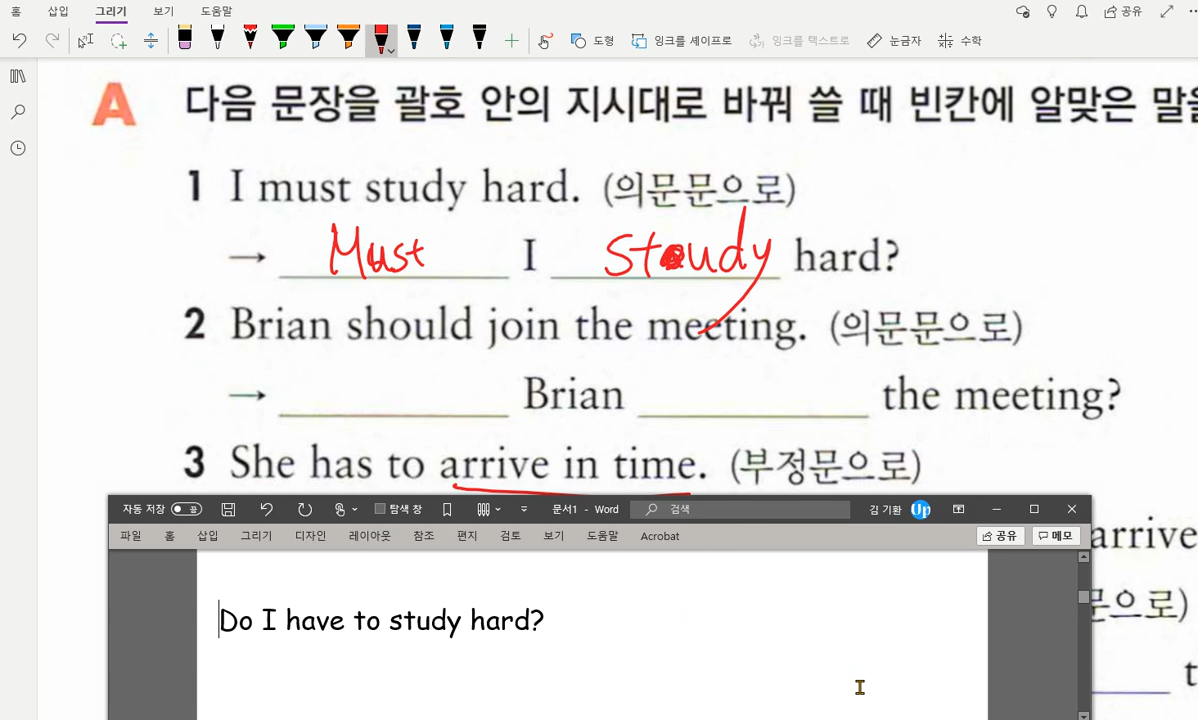 홈 삽입 그리기 보기 도움말
공유
도형 잉크를 셰이프로 잉크를 텍스트로 눈금자 수학
A 다음 문장을 괄호 안의 지시대로 바꿔 쓸 때 빈칸에 알맞은 말을
1 I must study hard. (의문문으로)
→ Must I Study hard?
2 Brian should join the meeting. (의문문으로)
→ Brian the meeting?
3 She has to arrive in time. (부정문으로)
자동 저장 끔 탐색 창 문서1 - Word 검색 김 기환 Up
파일 홈 삽입 그리기 디자인 레이아웃 참조 편지 검토 보기 도움말 Acrobat 공유 메모
arrive
문으로)
Do I have to study hard?
t